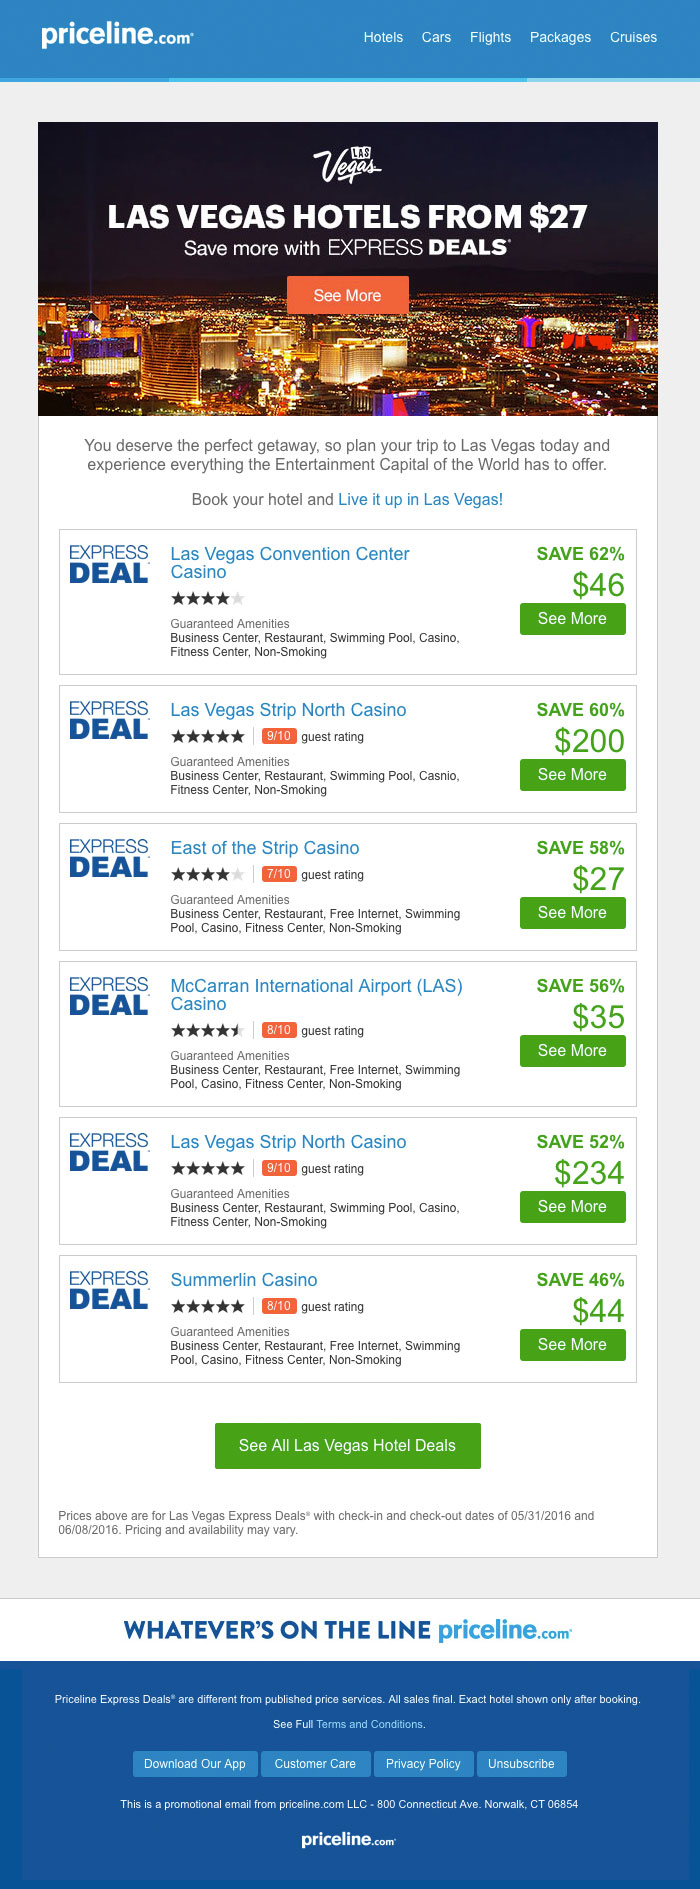 priceline.com®
Hotels Cars Flights Packages Cruises
LAS
Vegas
LAS VEGAS HOTELS FROM $27
Save more with EXPRESS DEALS®
See More
You deserve the perfect getaway, so plan your trip to Las Vegas today and
experience everything the Entertainment Capital of the World has to offer.
Book your hotel and Live it up in Las Vegas!
EXPRESS
DEAL
Las Vegas Convention Center
Casino
Guaranteed Amenities
Business Center, Restaurant, Swimming Pool, Casino,
Fitness Center, Non-Smoking
SAVE 62%
$46
See More
EXPRESS
DEAL
Las Vegas Strip North Casino
9/10 guest rating
Guaranteed Amenities
Business Center, Restaurant, Swimming Pool, Casnio,
Fitness Center, Non-Smoking
SAVE 60%
$200
See More
EXPRESS
DEAL
East of the Strip Casino
7/10 guest rating
Guaranteed Amenities
Business Center, Restaurant, Free Internet, Swimming
Pool, Casino, Fitness Center, Non-Smoking
SAVE 58%
$27
See More
EXPRESS
DEAL
McCarran International Airport (LAS)
Casino
8/10 guest rating
Guaranteed Amenities
Business Center, Restaurant, Free Internet, Swimming
Pool, Casino, Fitness Center, Non-Smoking
SAVE 56%
$35
See More
EXPRESS
DEAL
Las Vegas Strip North Casino
9/10 guest rating
Guaranteed Amenities
Business Center, Restaurant, Swimming Pool, Casino,
Fitness Center, Non-Smoking
SAVE 52%
$234
See More
EXPRESS
DEAL
Summerlin Casino
8/10 guest rating
Guaranteed Amenities
Business Center, Restaurant, Free Internet, Swimming
Pool, Casino, Fitness Center, Non-Smoking
SAVE 46%
$44
See More
See All Las Vegas Hotel Deals
Prices above are for Las Vegas Express Deals® with check-in and check-out dates of 05/31/2016 and
06/08/2016. Pricing and availability may vary.
WHATEVER'S ON THE LINE priceline.com®
Priceline Express Deals® are different from published price services. All sales final. Exact hotel shown only after booking.
See Full Terms and Conditions.
Download Our App Customer Care Privacy Policy Unsubscribe
This is a promotional email from priceline.com LLC - 800 Connecticut Ave. Norwalk, CT 06854
priceline.com®